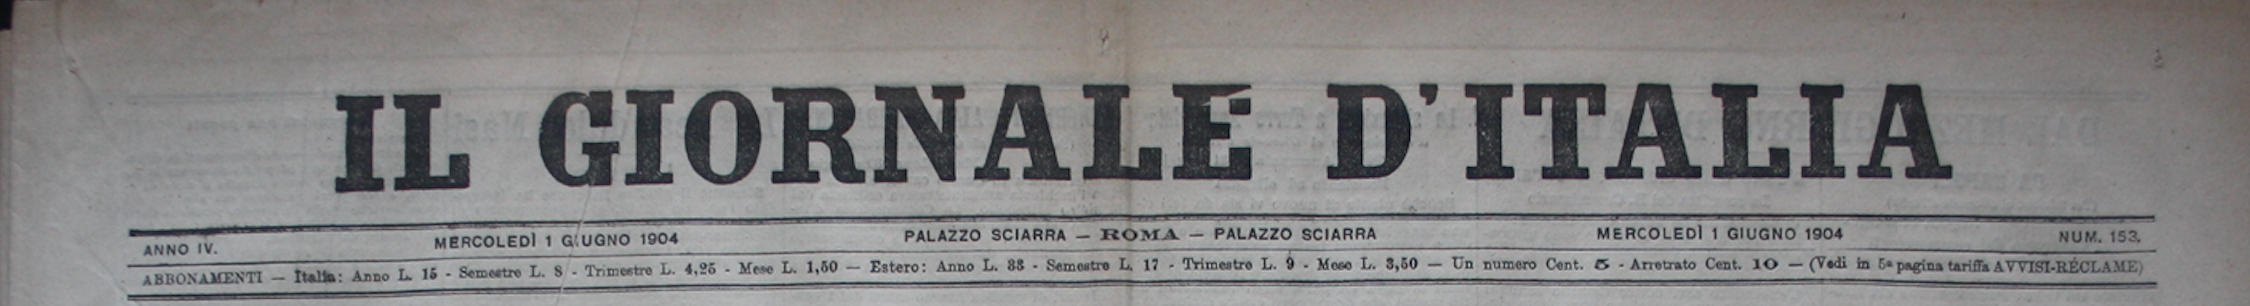 IL GIORNALE D'ITALIA
ANNO IV. MERCOLEDÌ 1 GIUGNO 1904 PALAZZO SCIARRA — ROMA — PALAZZO SCIARRA MERCOLEDÌ 1 GIUGNO 1904 NUM. 153.
ABBONAMENTI — Italia: Anno L. 15 - Semestre L. 8 - Trimestre L. 4,25 - Mese L. 1,50 — Estero: Anno L. 33 - Semestre L. 17 - Trimestre L. 9 - Mese L. 3,50 — Un numero Cent. 5 - Arretrato Cent. 10 — (Vedi in 5ª pagina tariffa AVVISI-RÉCLAME)